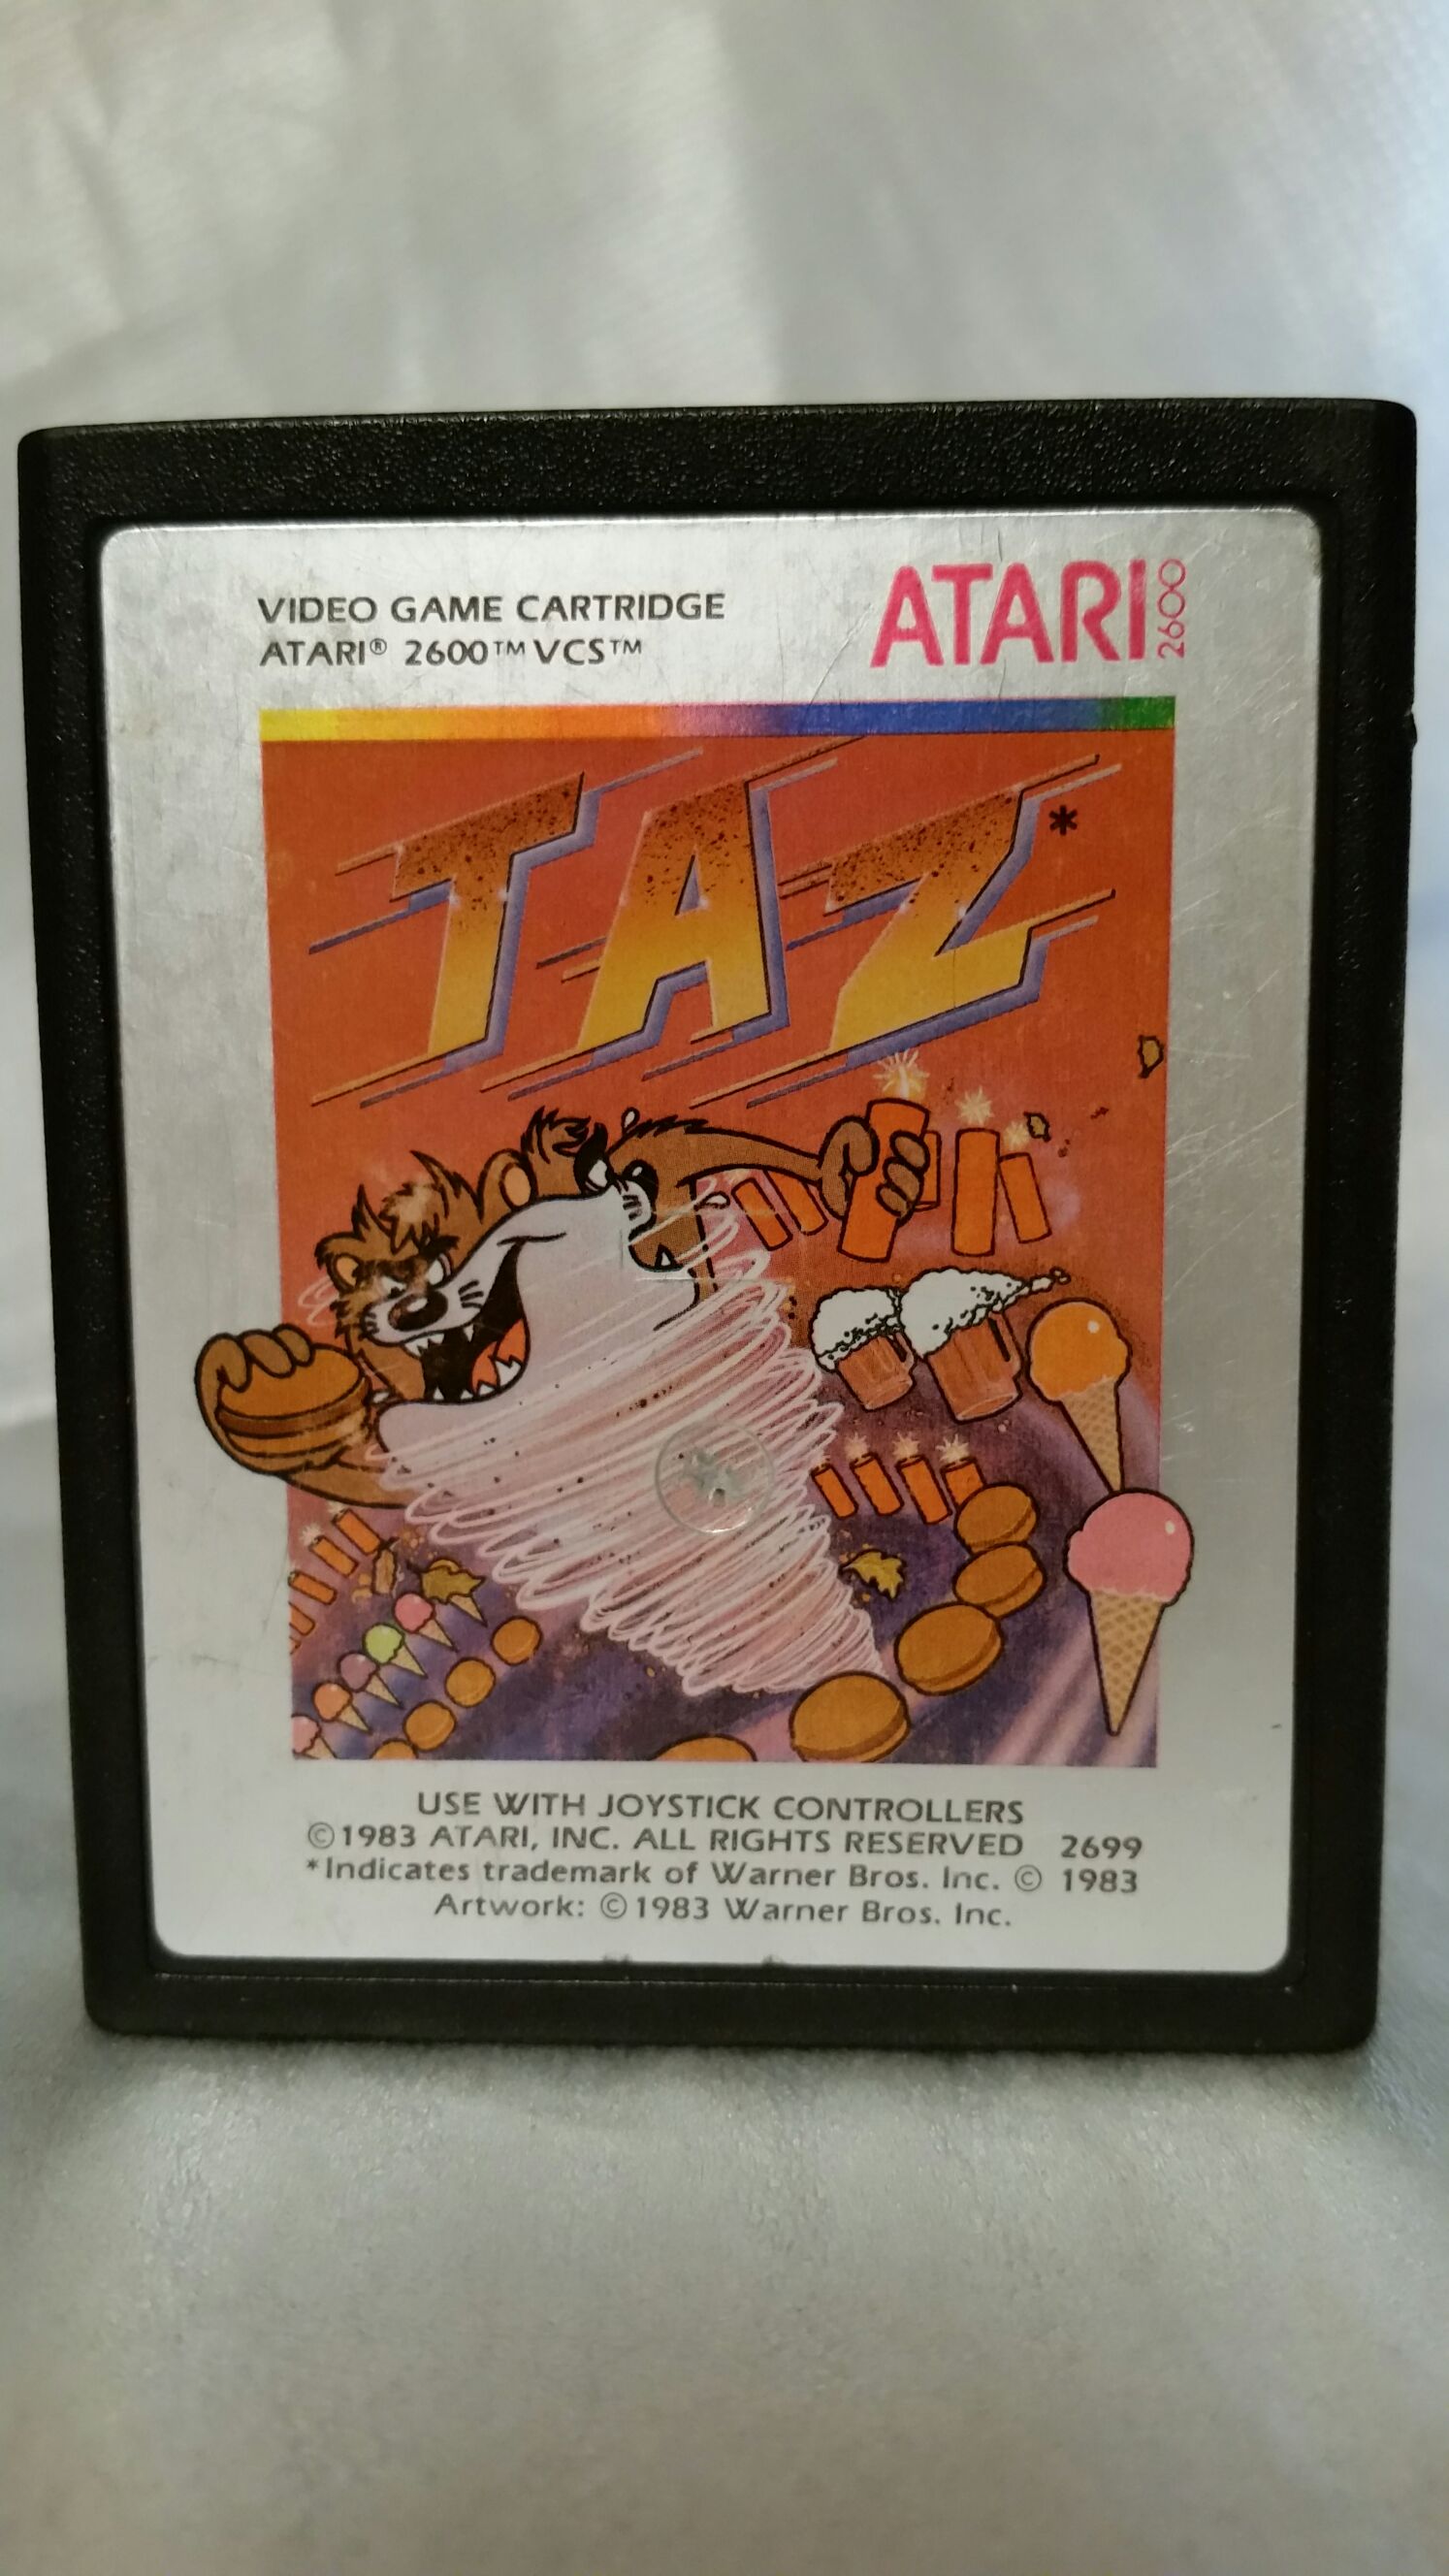 VIDEO GAME CARTRIDGE
ATARI® 2600™ VCS™
ATARI 2600
TAZ*
USE WITH JOYSTICK CONTROLLERS
©1983 ATARI, INC. ALL RIGHTS RESERVED 2699
*Indicates trademark of Warner Bros. Inc. © 1983
Artwork: ©1983 Warner Bros. Inc.